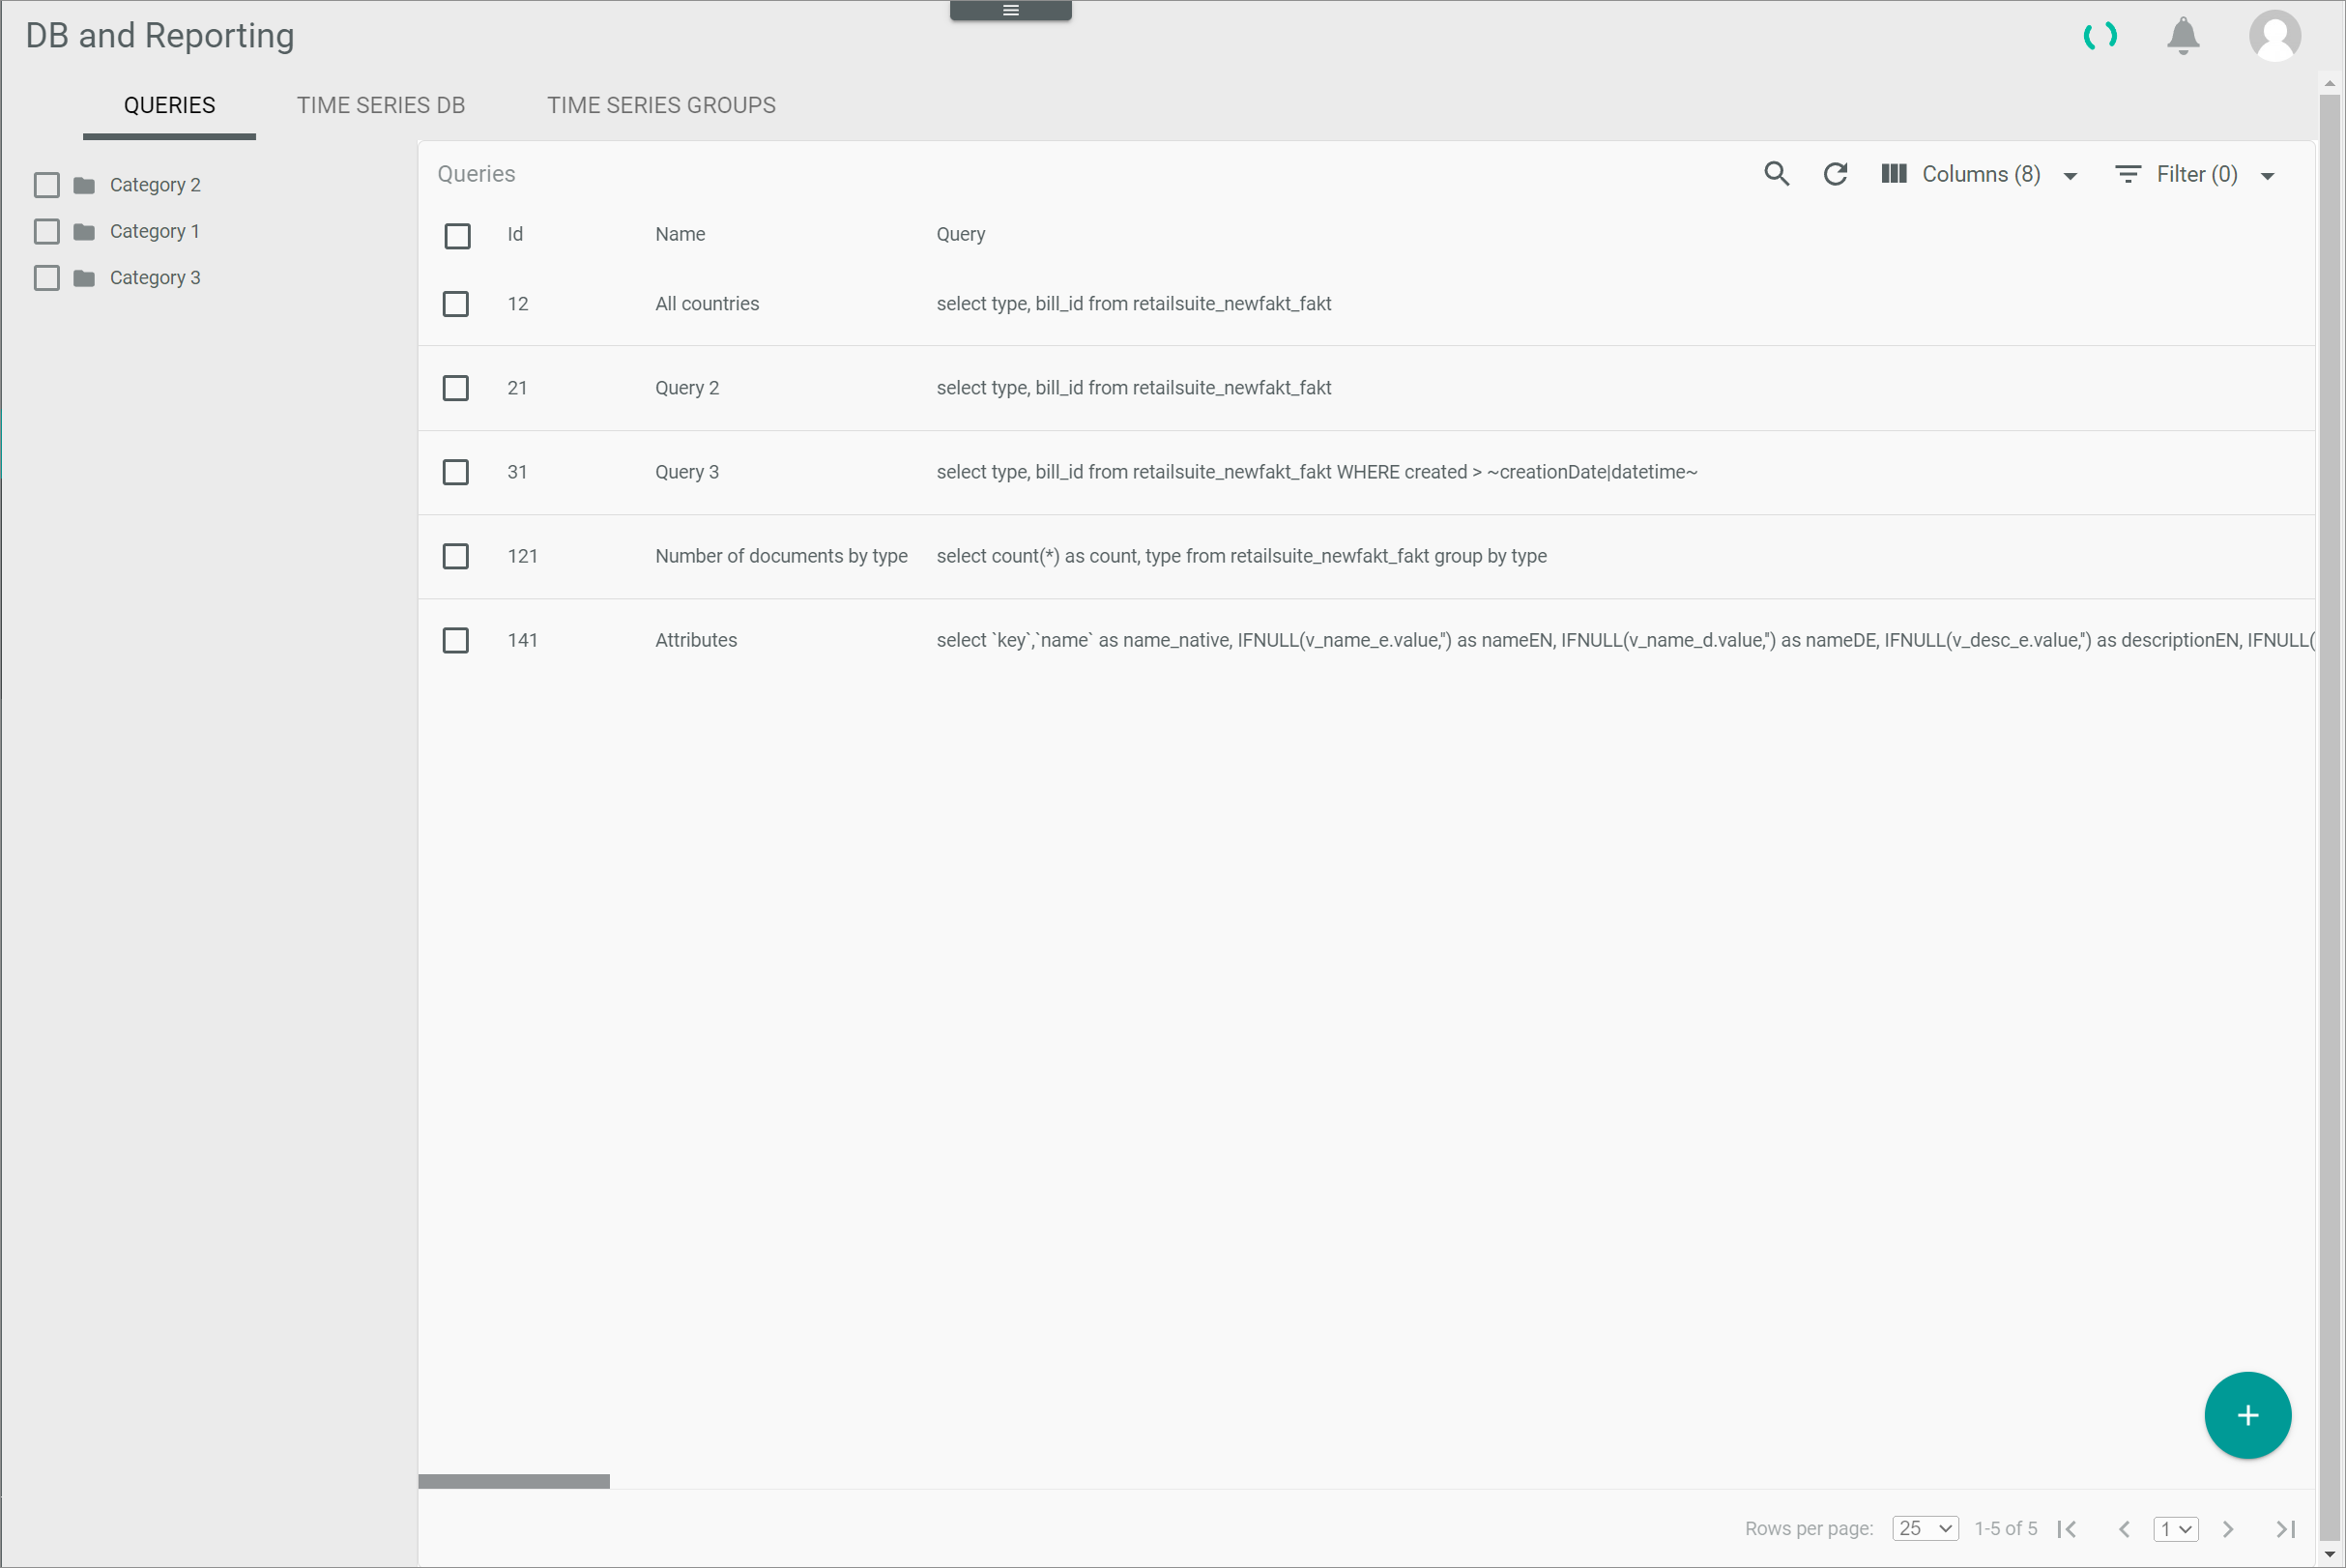 DB and Reporting
QUERIES TIME SERIES DB TIME SERIES GROUPS
Category 2
Category 1
Category 3
Queries Columns (8) Filter (0)
Id Name Query
12 All countries select type, bill_id from retailsuite_newfakt_fakt
21 Query 2 select type, bill_id from retailsuite_newfakt_fakt
31 Query 3 select type, bill_id from retailsuite_newfakt_fakt WHERE created > ~creationDate|datetime~
121 Number of documents by type select count(*) as count, type from retailsuite_newfakt_fakt group by type
141 Attributes select `key`,`name` as name_native, IFNULL(v_name_e.value,'') as nameEN, IFNULL(v_name_d.value,'') as nameDE, IFNULL(v_desc_e.value,'') as descriptionEN, IFNULL(
Rows per page: 25 1-5 of 5 1